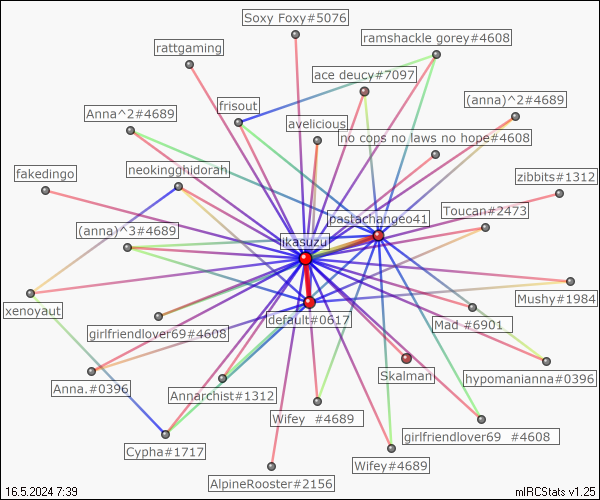 Soxy Foxy#5076
ramshackle gorey#4608
rattgaming
ace deucy#7097
frisout
(anna)^2#4689
Anna^2#4689
avelicious
no cops no laws no hope#4608
fakedingo
neokingghidorah
zibbits#1312
Toucan#2473
pastachangeo41
(anna)^3#4689
jikasuzu
xenoyaut
Mushy#1984
default#0617
Mad #6901
girlfriendlover69#4608
Skalman
hypomanianna#0396
Anna.#0396
Annarchist#1312
Wifey #4689
girlfriendlover69 #4608
Cypha#1717
Wifey#4689
AlpineRooster#2156
16.5.2024 7:39
mIRCStats v1.25